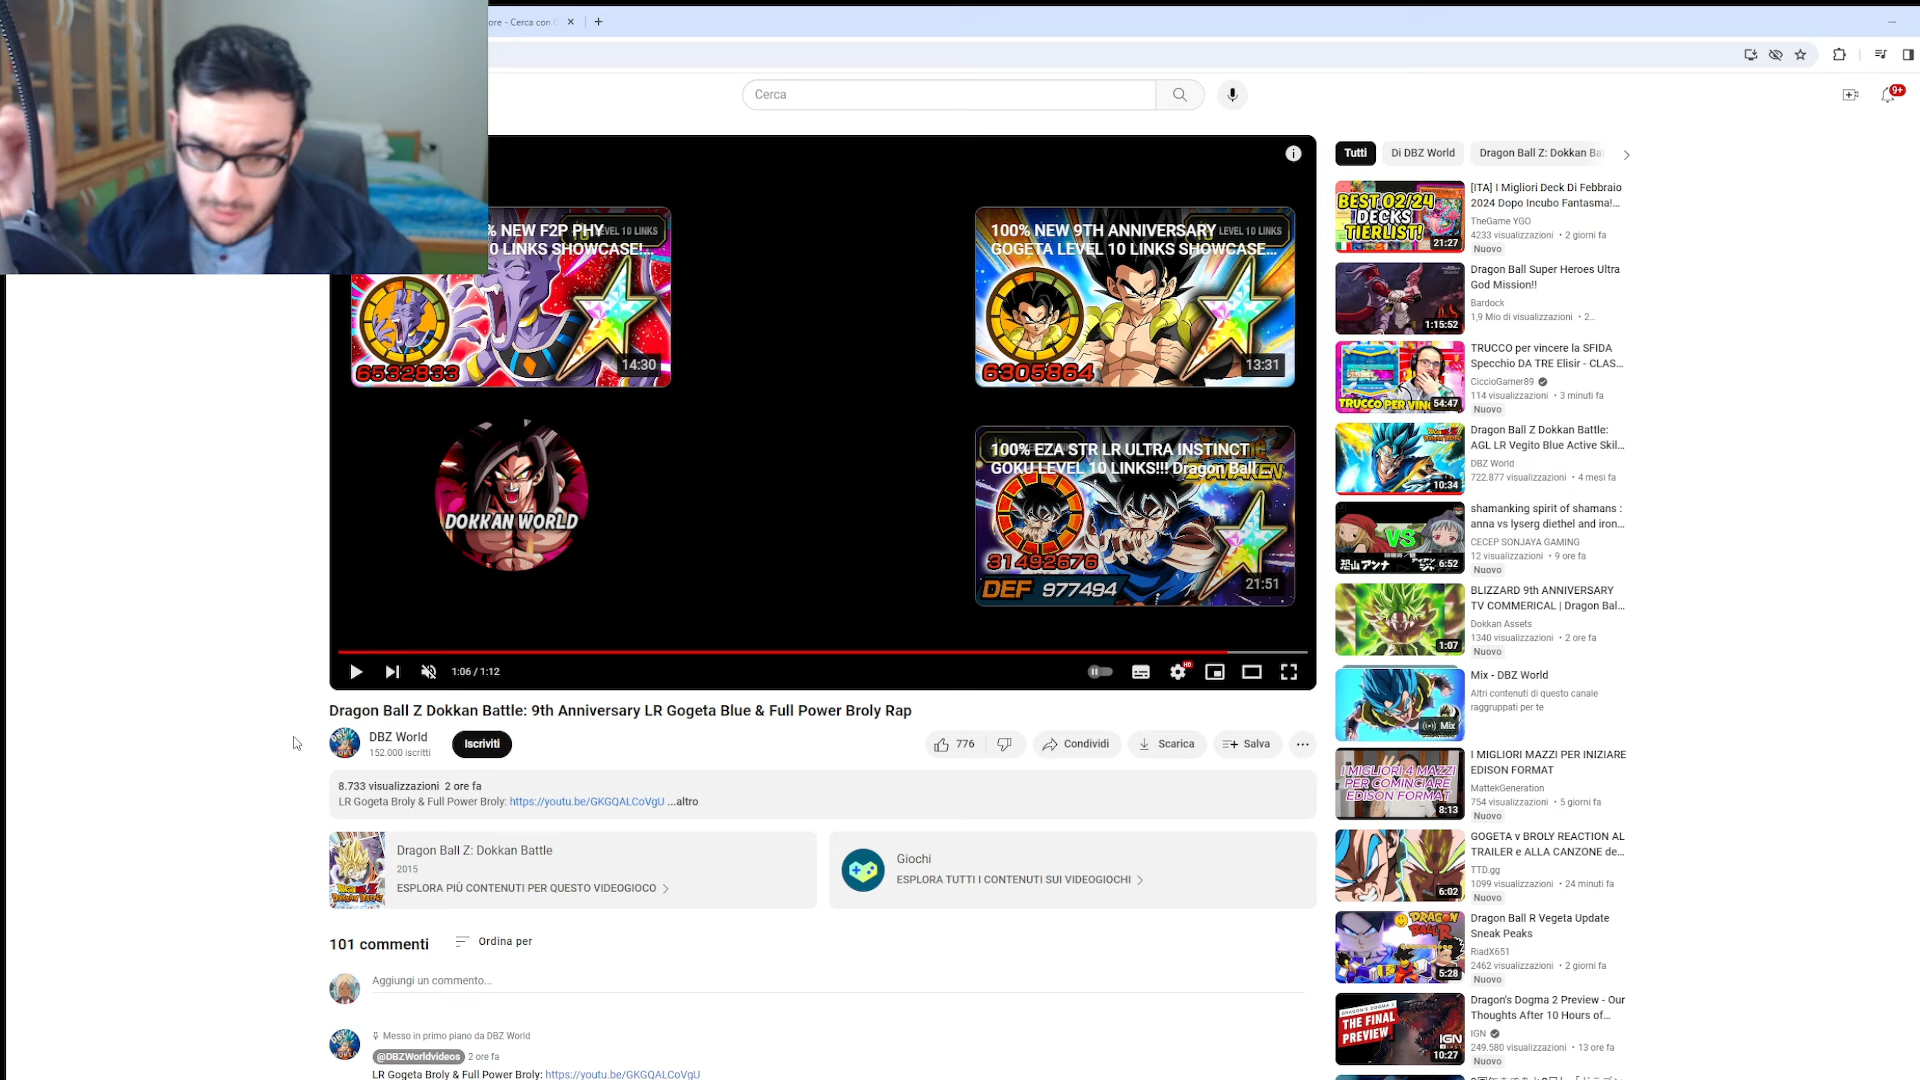 ore - Cerca con
Cerca
9+
% NEW F2P PHY
LEVEL 10 LINKS
0 LINKS SHOWCASE!...
6532833
14:30
100% NEW 9TH ANNIVERSARY
LEVEL 10 LINKS
GOGETA LEVEL 10 LINKS SHOWCASE...
6305864
13:31
DOKKAN WORLD
100% EZA STR LR ULTRA INSTINCT
GOKU LEVEL 10 LINKS!!! Dragon Ball ...
31492676
DEF 977494
21:51
1:06 / 1:12
HD
Dragon Ball Z Dokkan Battle: 9th Anniversary LR Gogeta Blue & Full Power Broly Rap
DBZ World
152.000 iscritti
Iscriviti
776
Condividi
Scarica
Salva
8.733 visualizzazioni 2 ore fa
LR Gogeta Broly & Full Power Broly: https://youtu.be/GKGQALCoVgU ...altro
Dragon Ball Z: Dokkan Battle
2015
ESPLORA PIÙ CONTENUTI PER QUESTO VIDEOGIOCO
Giochi
ESPLORA TUTTI I CONTENUTI SUI VIDEOGIOCHI
101 commenti
Ordina per
Aggiungi un commento...
Messo in primo piano da DBZ World
@DBZWorldvideos 2 ore fa
LR Gogeta Broly & Full Power Broly: https://youtu.be/GKGQALCoVgU
Tutti
Di DBZ World
Dragon Ball Z: Dokkan Ba
BEST 02/24
DECKS
TIERLIST!
21:27
[ITA] I Migliori Deck Di Febbraio
2024 Dopo Incubo Fantasma!...
TheGame YGO
4233 visualizzazioni • 2 giorni fa
Nuovo
1:15:52
Dragon Ball Super Heroes Ultra
God Mission!!
Bardock
1,9 Mio di visualizzazioni • 2...
TRUCCO PER VIN
54:47
TRUCCO per vincere la SFIDA
Specchio DA TRE Elisir - CLAS...
CiccioGamer89
114 visualizzazioni • 3 minuti fa
Nuovo
10:34
Dragon Ball Z Dokkan Battle:
AGL LR Vegito Blue Active Skil...
DBZ World
722.877 visualizzazioni • 4 mesi fa
VS
恐山アンナ
6:52
shamanking spirit of shamans :
anna vs lyserg diethel and iron...
CECEP SONJAYA GAMING
12 visualizzazioni • 9 ore fa
Nuovo
1:07
BLIZZARD 9th ANNIVERSARY
TV COMMERICAL | Dragon Bal...
Dokkan Assets
1340 visualizzazioni • 2 ore fa
Nuovo
Mix
Mix - DBZ World
Altri contenuti di questo canale
raggruppati per te
I MIGLIORI 4 MAZZI
PER COMINCIARE
EDISON FORMAT
8:13
I MIGLIORI MAZZI PER INIZIARE
EDISON FORMAT
MattekGeneration
754 visualizzazioni • 5 giorni fa
Nuovo
6:02
GOGETA v BROLY REACTION AL
TRAILER e ALLA CANZONE de...
TTD.gg
1099 visualizzazioni • 24 minuti fa
Nuovo
DRAGON
BALL R
5:28
Dragon Ball R Vegeta Update
Sneak Peaks
RiadX651
2462 visualizzazioni • 2 giorni fa
Nuovo
DRAGON'S DOGMA 2
THE FINAL
PREVIEW
IGN
10:27
Dragon's Dogma 2 Preview - Our
Thoughts After 10 Hours of...
IGN
249.580 visualizzazioni • 13 ore fa
Nuovo